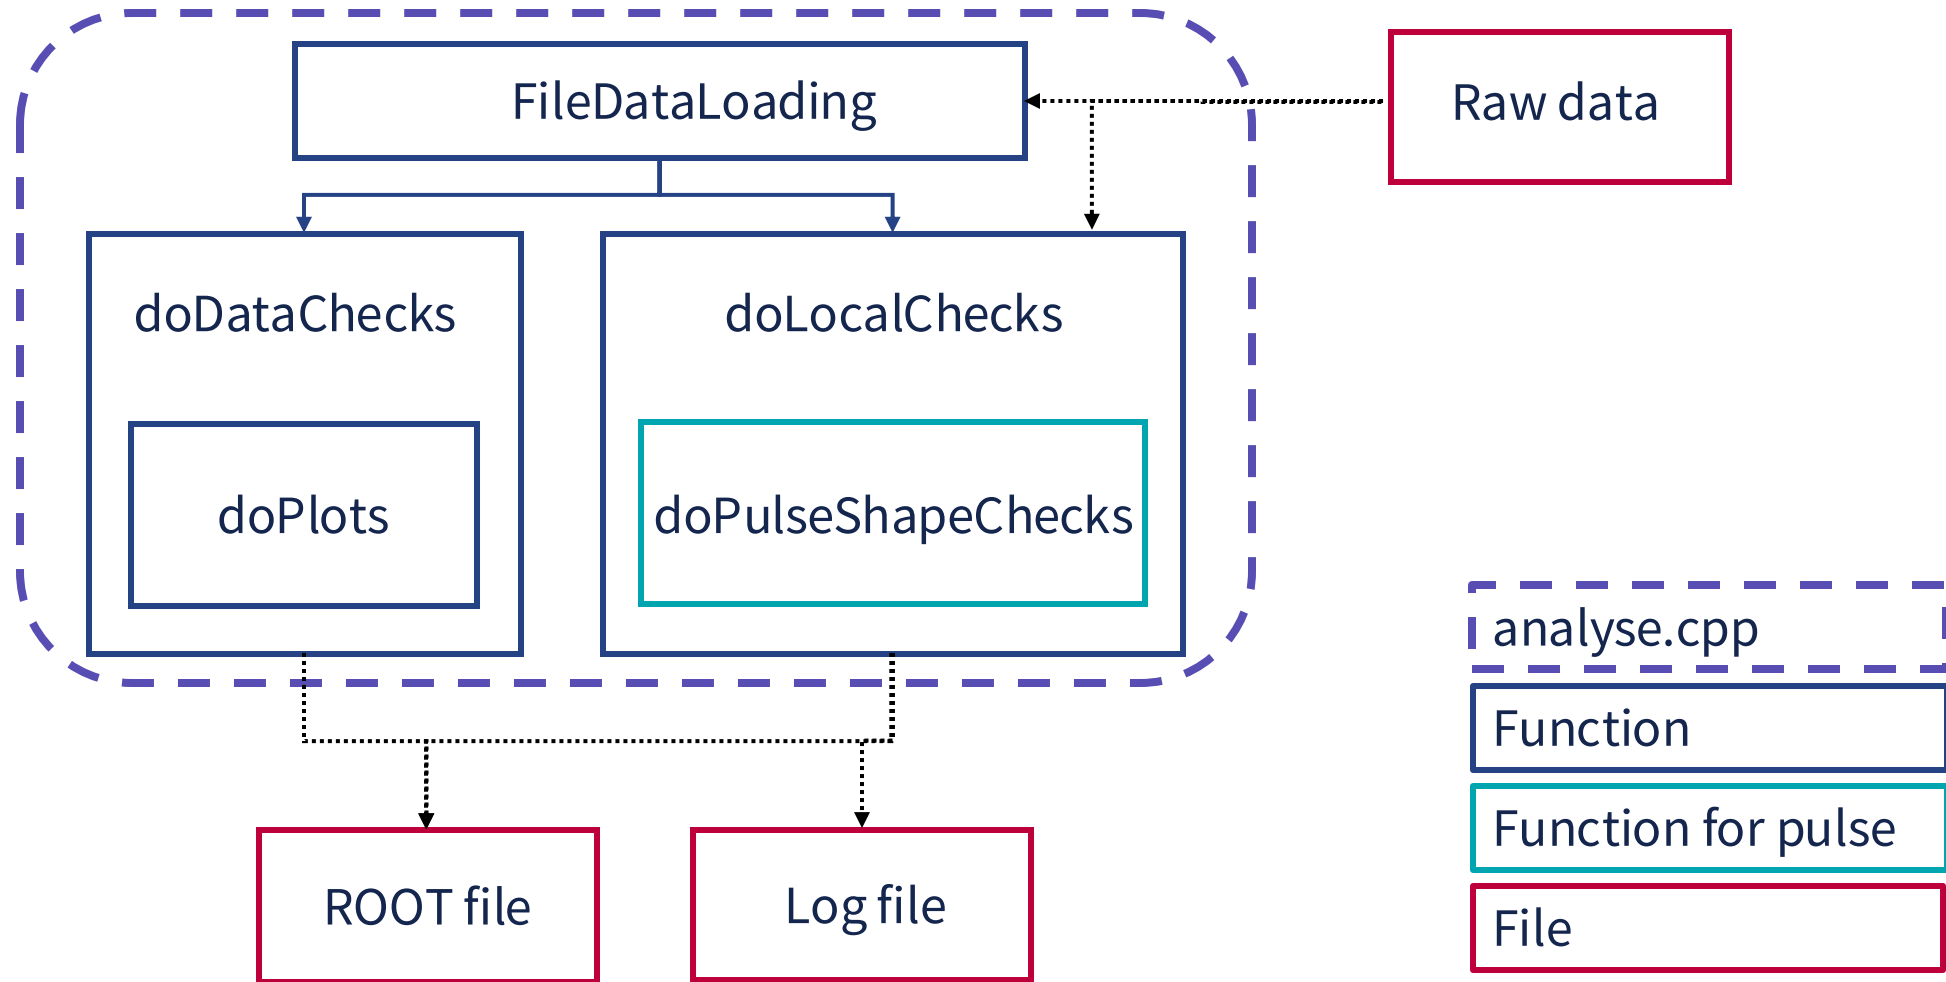 FileDataLoading
Raw data
doDataChecks
doLocalChecks
doPlots
doPulseShapeChecks
ROOT file
Log file
analyse.cpp
Function
Function for pulse
File